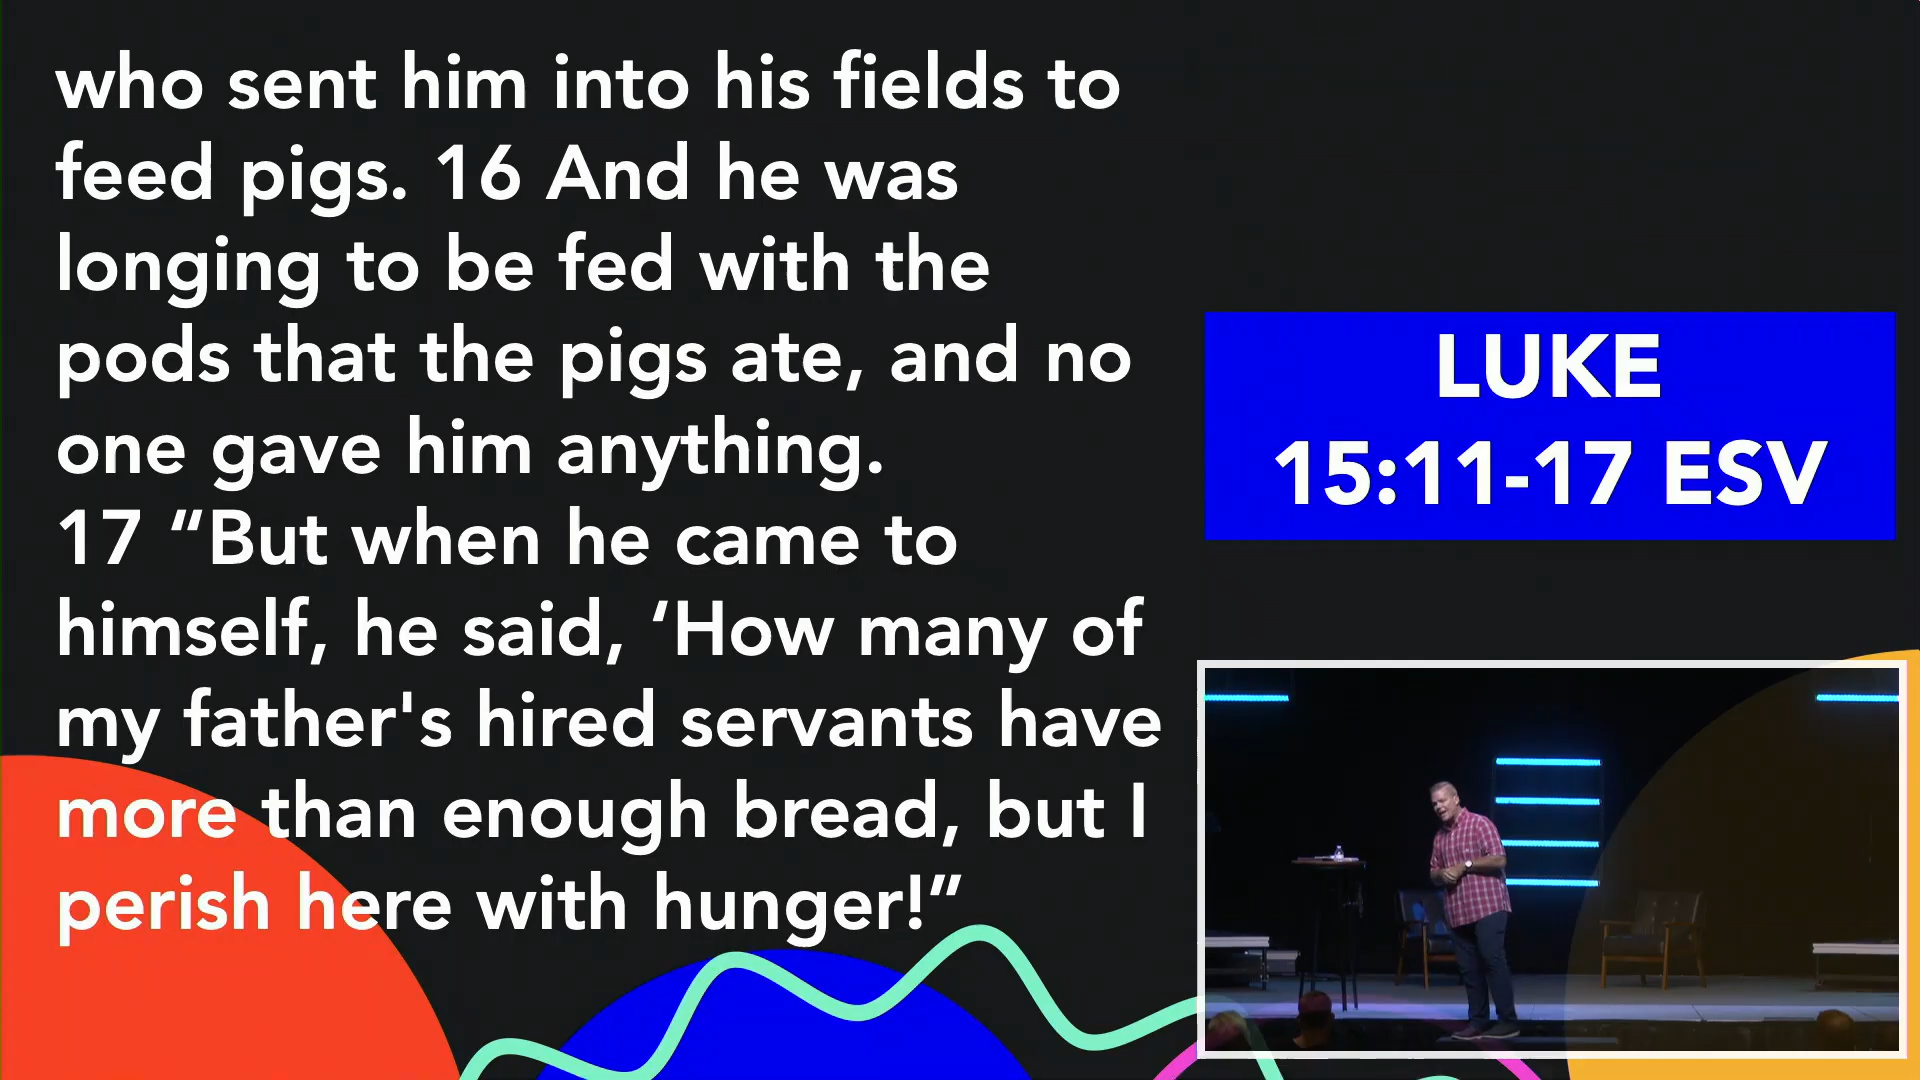 who sent him into his fields to
feed pigs. 16 And he was
longing to be fed with the
pods that the pigs ate, and no
one gave him anything.
17 “But when he came to
himself, he said, ‘How many of
my father's hired servants have
more than enough bread, but I
perish here with hunger!”
LUKE
15:11-17 ESV